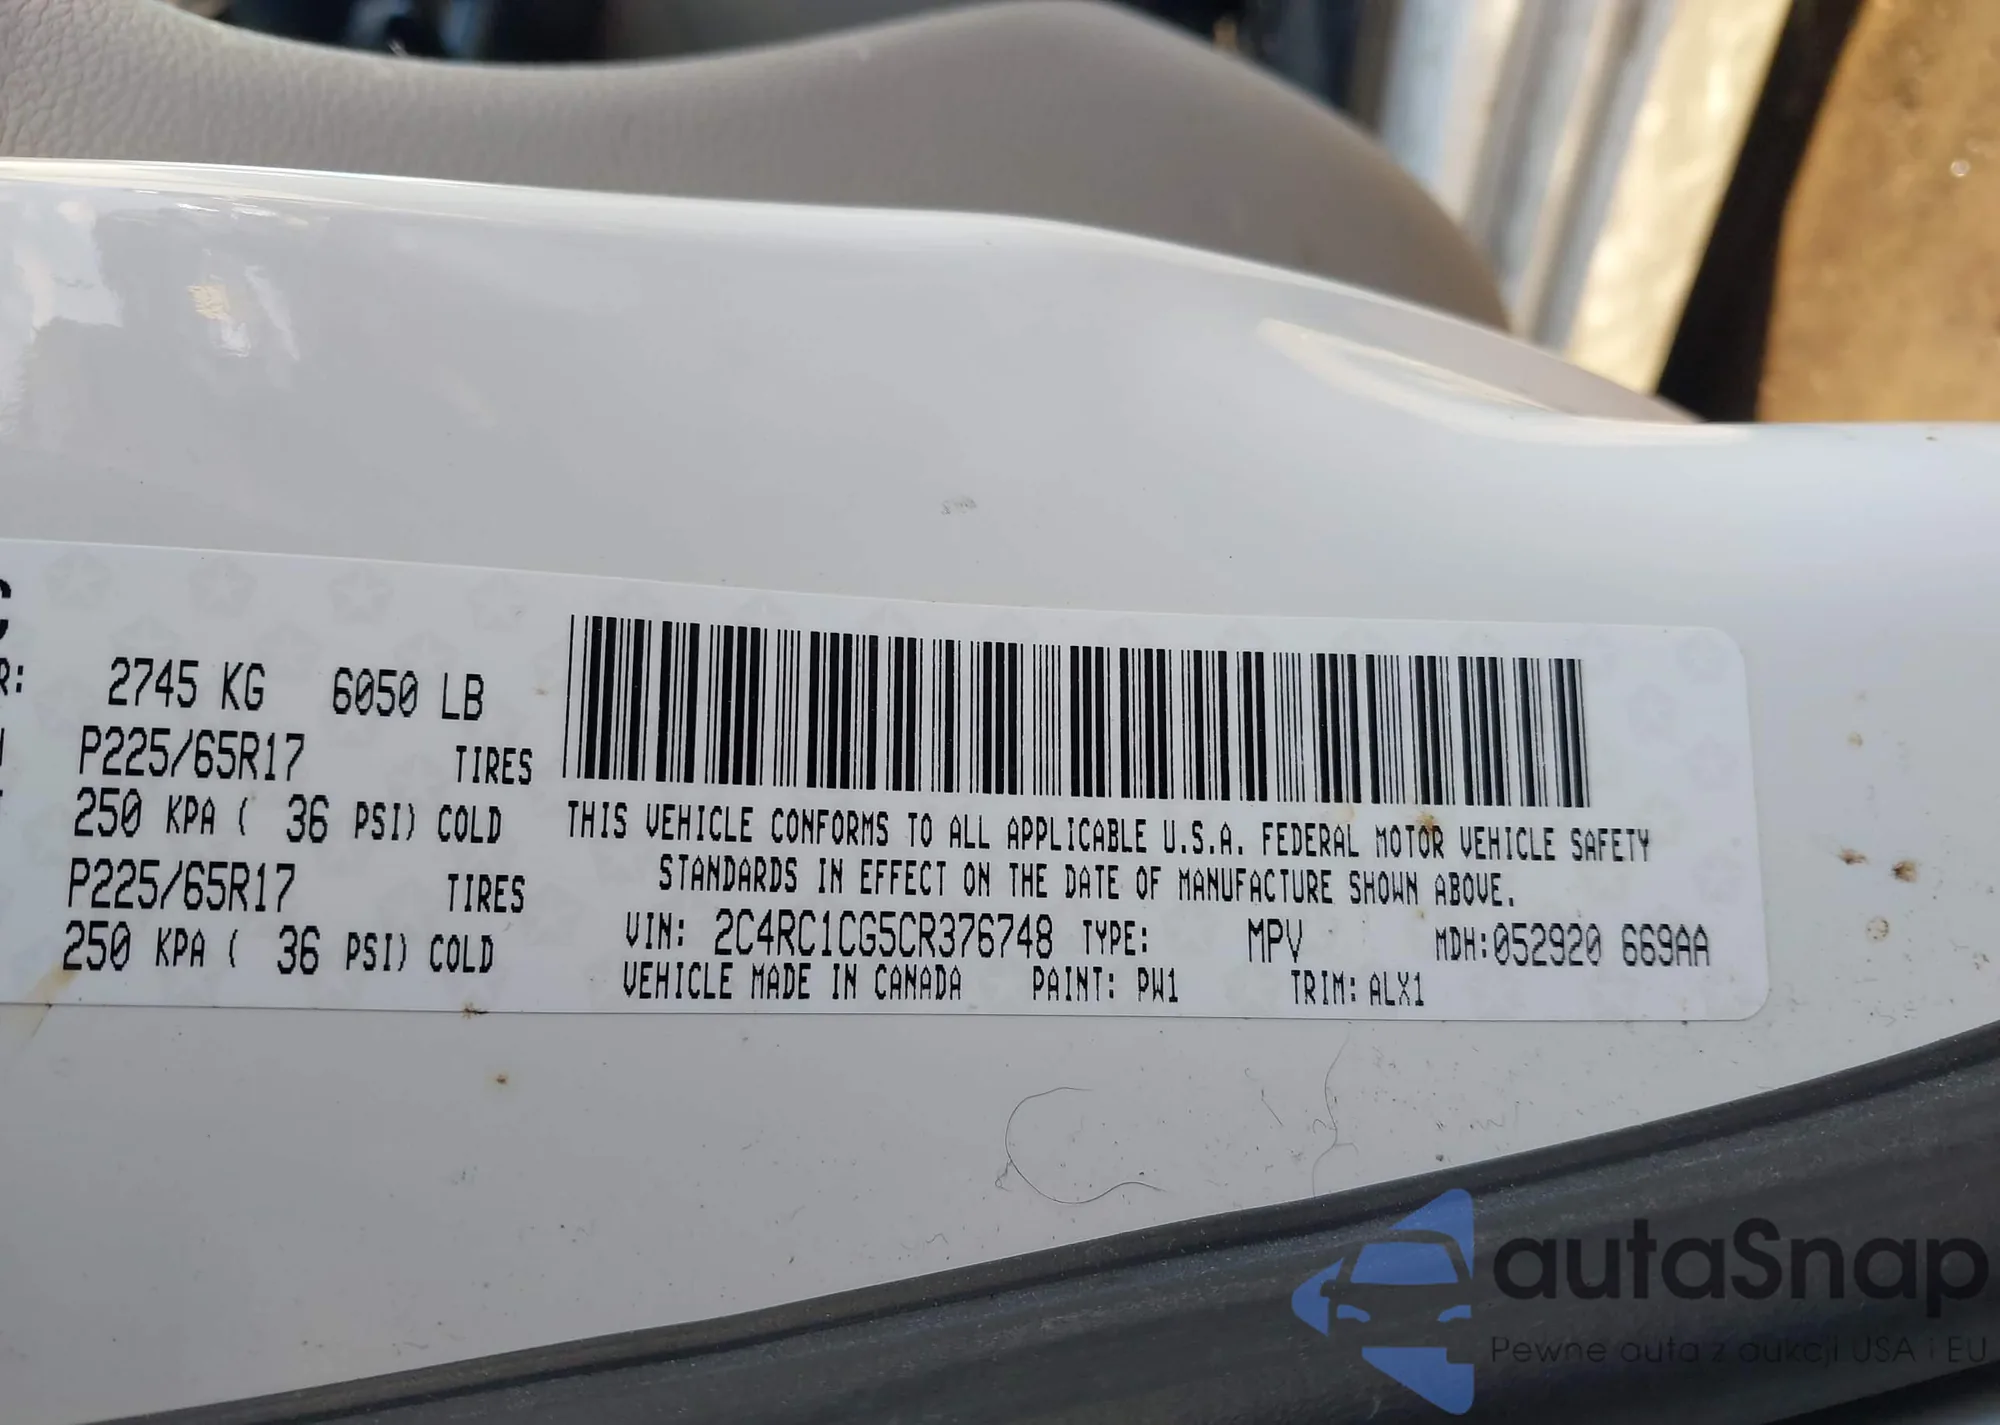 R: 2745 KG 6050 LB
P225/65R17 TIRES
250 KPA ( 36 PSI) COLD
P225/65R17 TIRES
250 KPA ( 36 PSI) COLD
THIS VEHICLE CONFORMS TO ALL APPLICABLE U.S.A. FEDERAL MOTOR VEHICLE SAFETY
STANDARDS IN EFFECT ON THE DATE OF MANUFACTURE SHOWN ABOVE.
VIN: 2C4RC1CG5CR376748 TYPE: MPV MDH:052920 669AA
VEHICLE MADE IN CANADA PAINT: PW1 TRIM: ALX1
autaSnap
Pewne auta z aukcji USA i EU